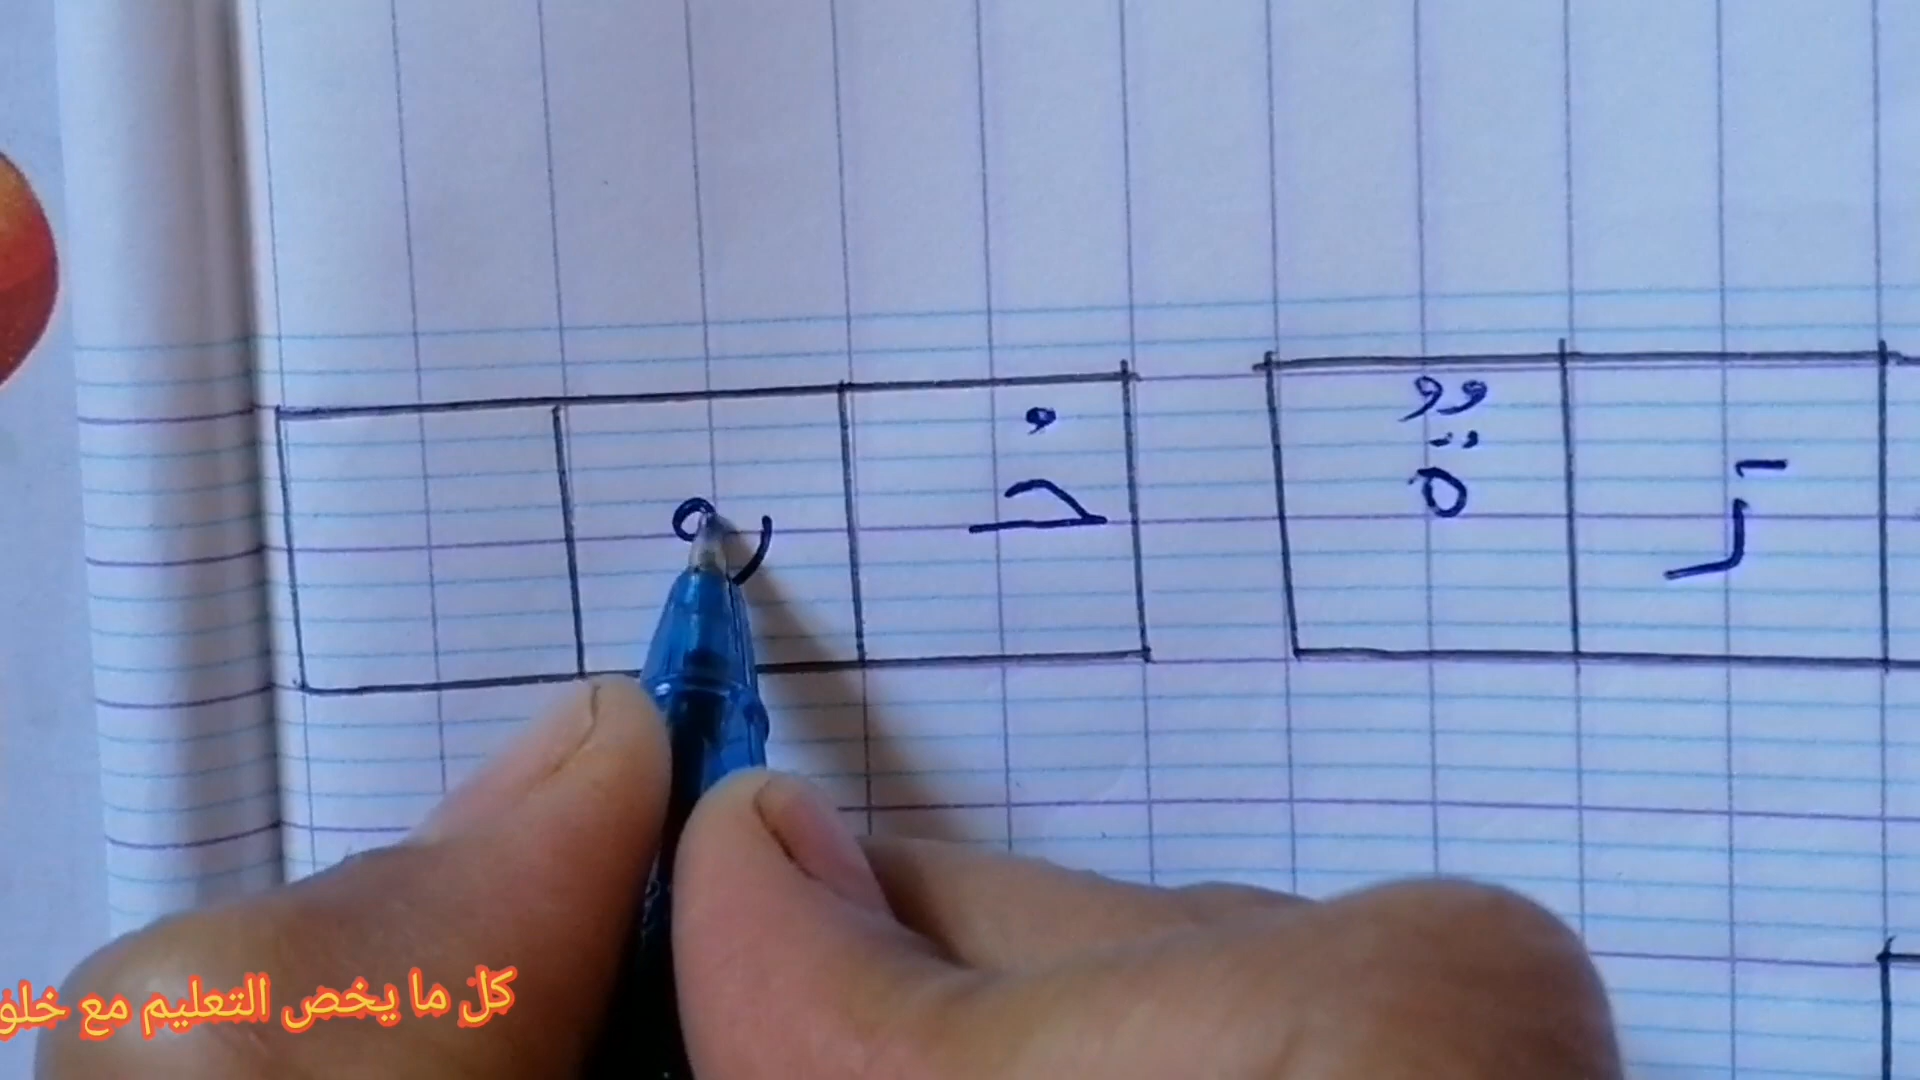 رَ ةٌ حُـ
كل ما يخص التعليم مع خلو